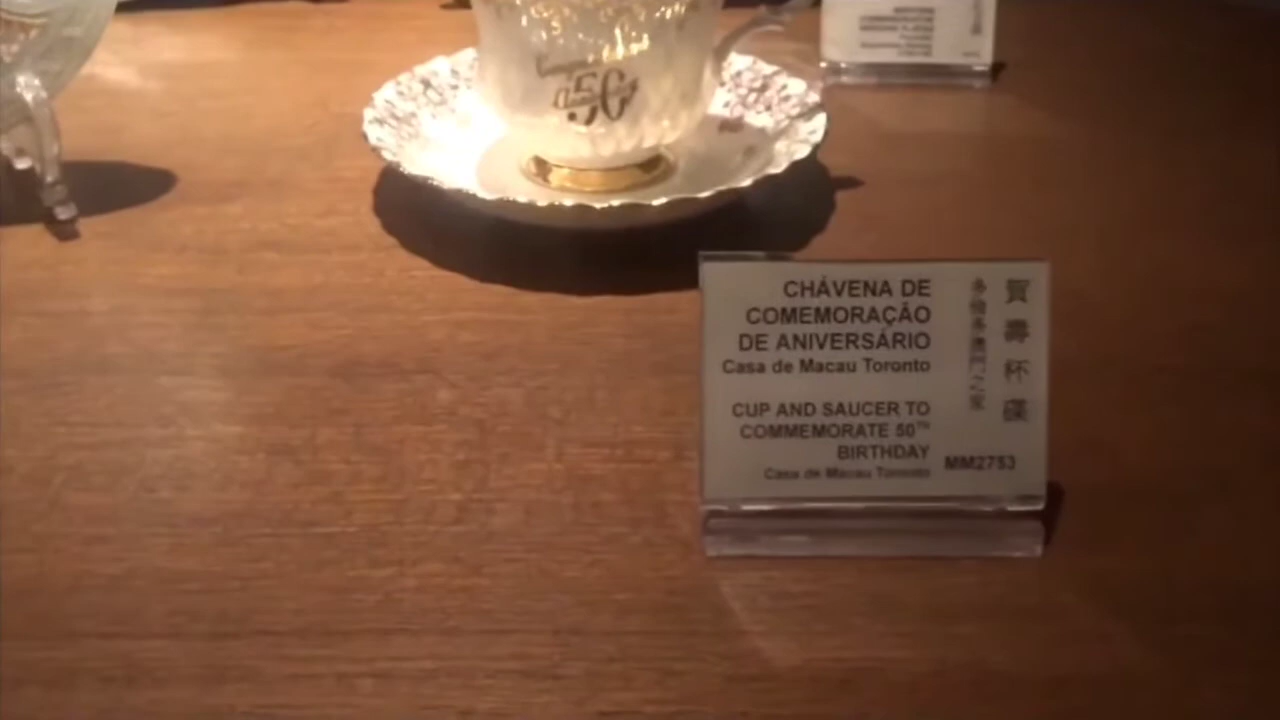 50
CHÁVENA DE
COMEMORAÇÃO
DE ANIVERSÁRIO
Casa de Macau Toronto
CUP AND SAUCER TO
COMMEMORATE 50TH
BIRTHDAY
Casa de Macau Toronto
MM2753
賀壽杯碟
多倫多澳門之家